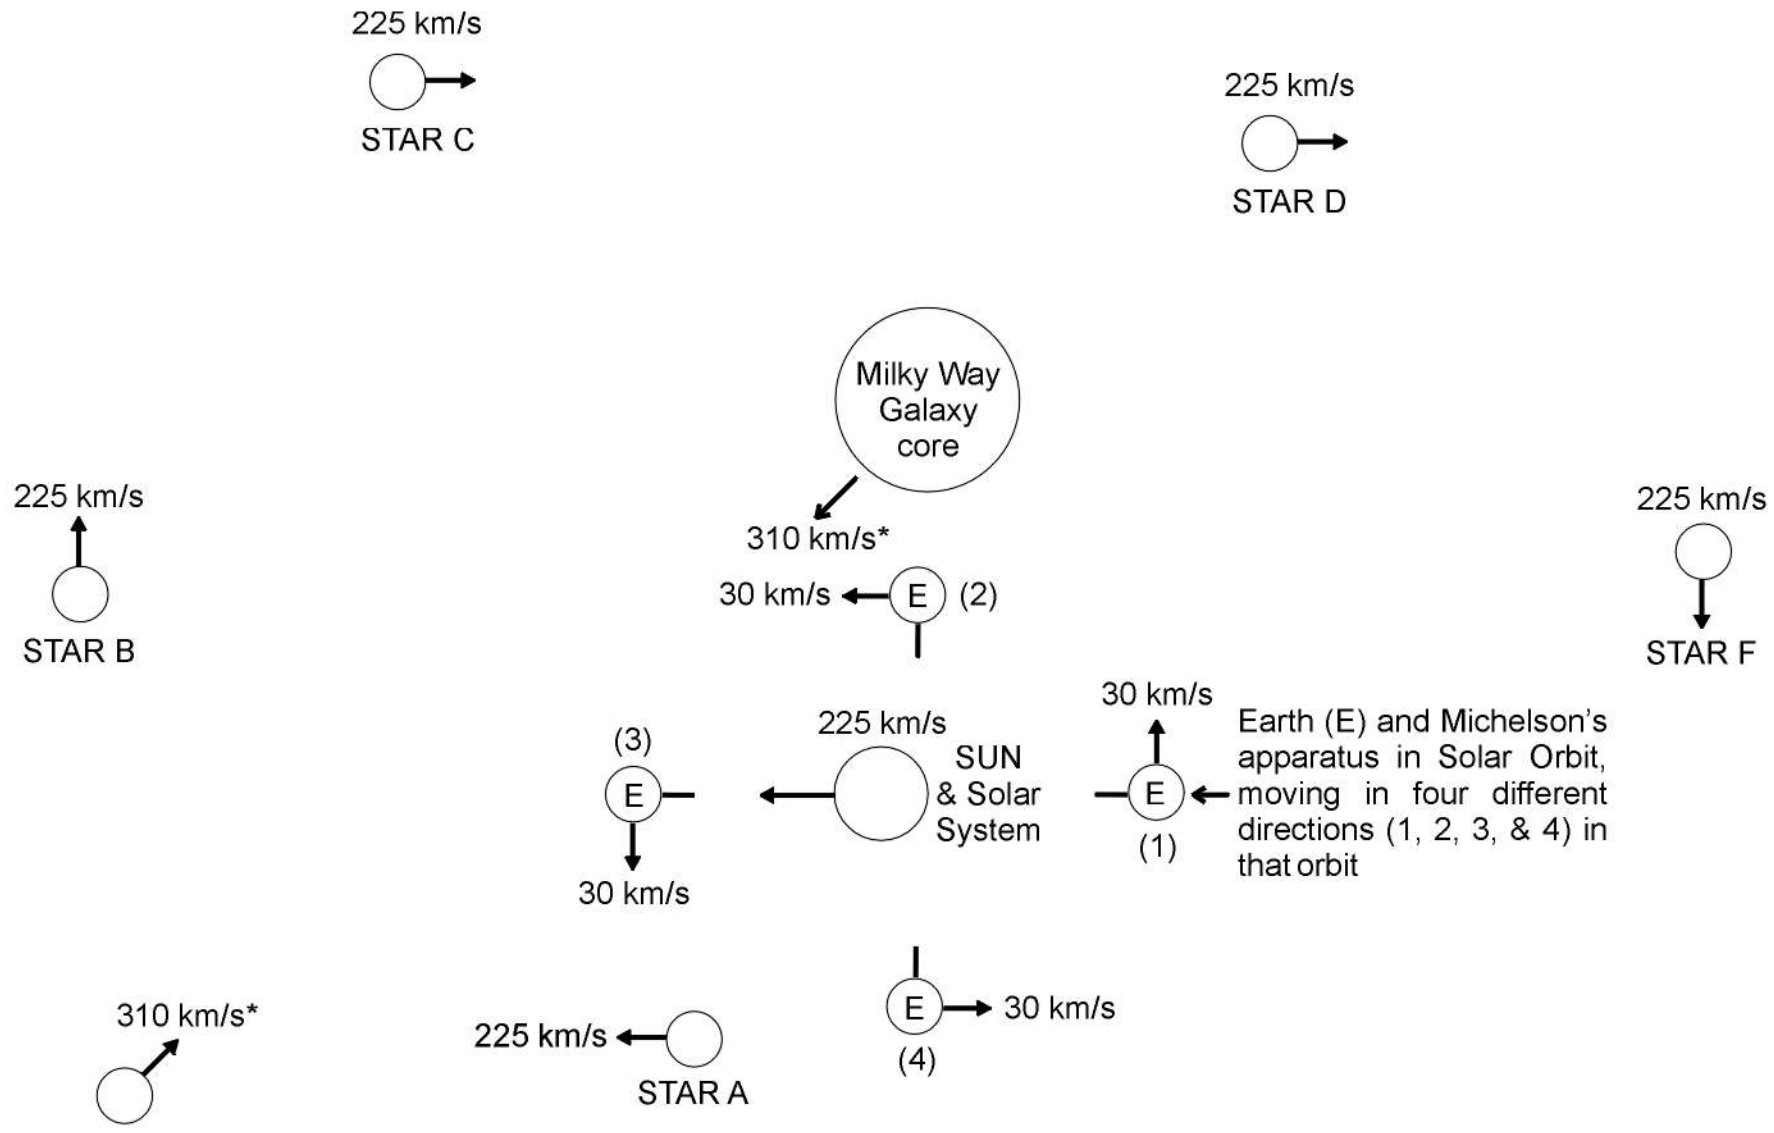 225 km/s
STAR C
225 km/s
STAR D
Milky Way
Galaxy
core
310 km/s*
225 km/s
STAR B
225 km/s
STAR F
30 km/s
E
(2)
30 km/s
E
(1)
Earth (E) and Michelson's
apparatus in Solar Orbit,
moving in four different
directions (1, 2, 3, & 4) in
that orbit
225 km/s
SUN
& Solar
System
(3)
E
30 km/s
E
30 km/s
(4)
310 km/s*
225 km/s
STAR A